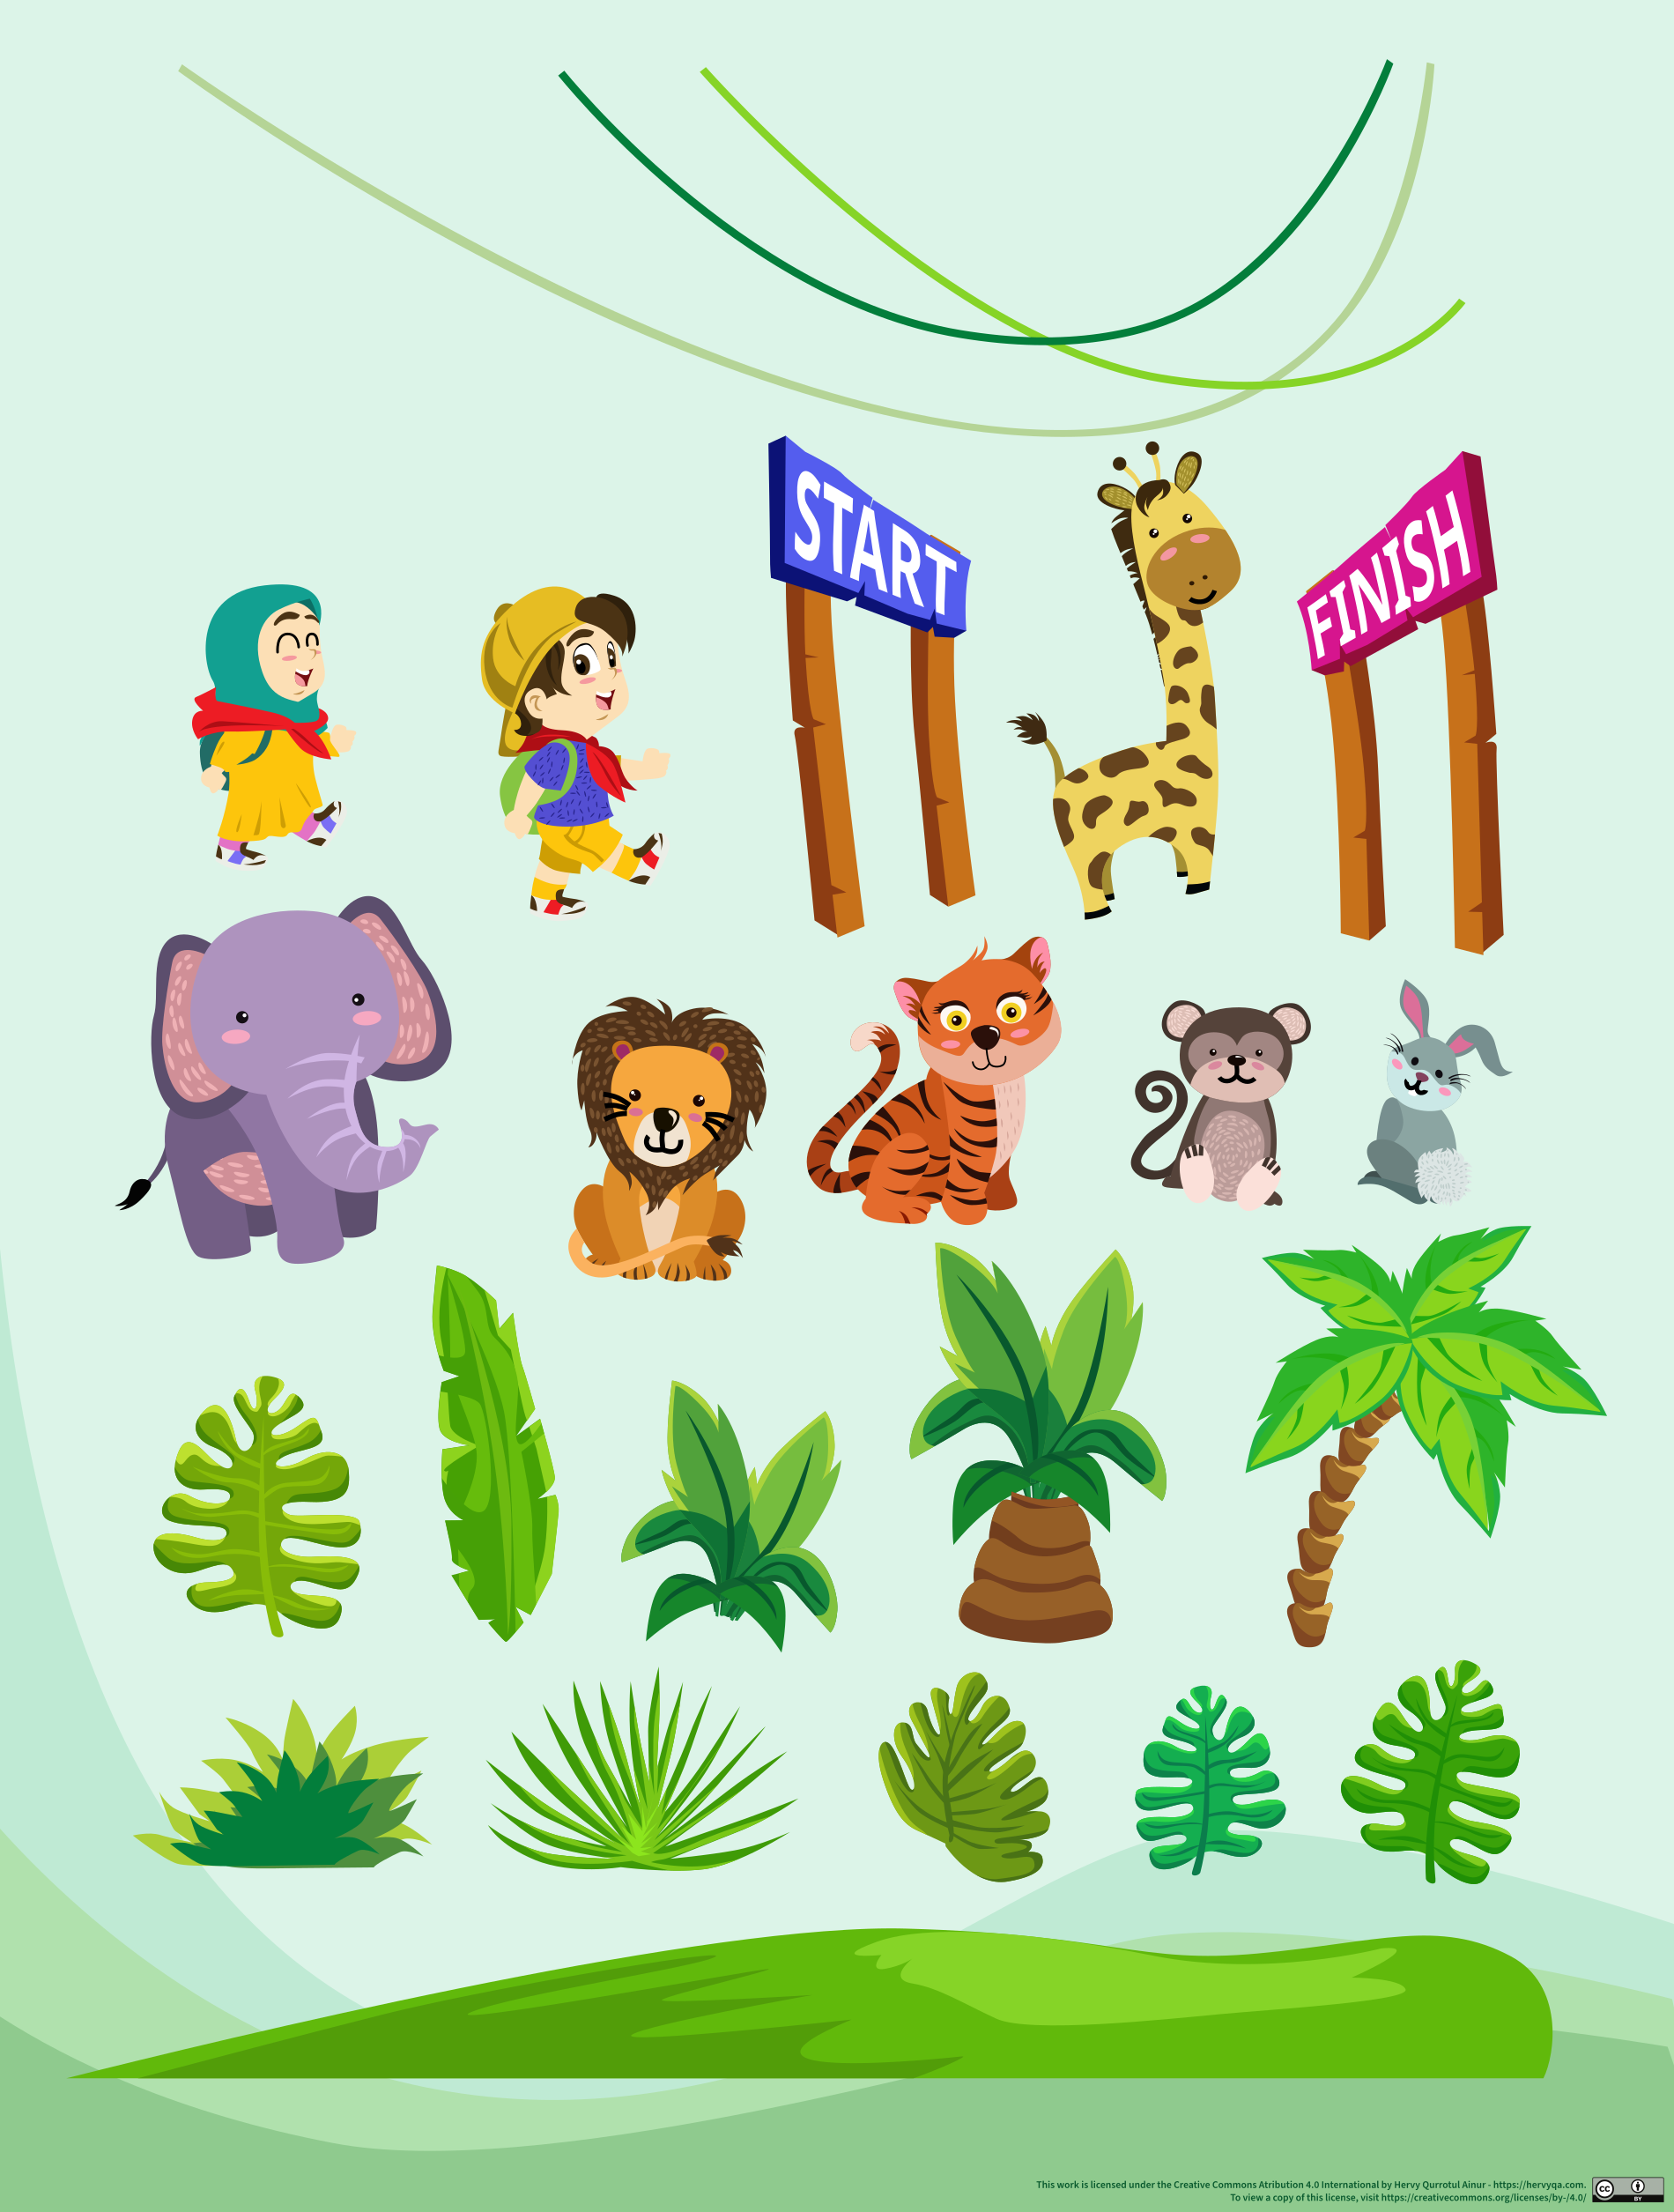 START
FINISH
This work is licensed under the Creative Commons Atribution 4.0 International by Hervy Qurrotul Ainur - https://hervyqa.com.
To view a copy of this license, visit https://creativecommons.org/licenses/by-/4.0/
cc
BY